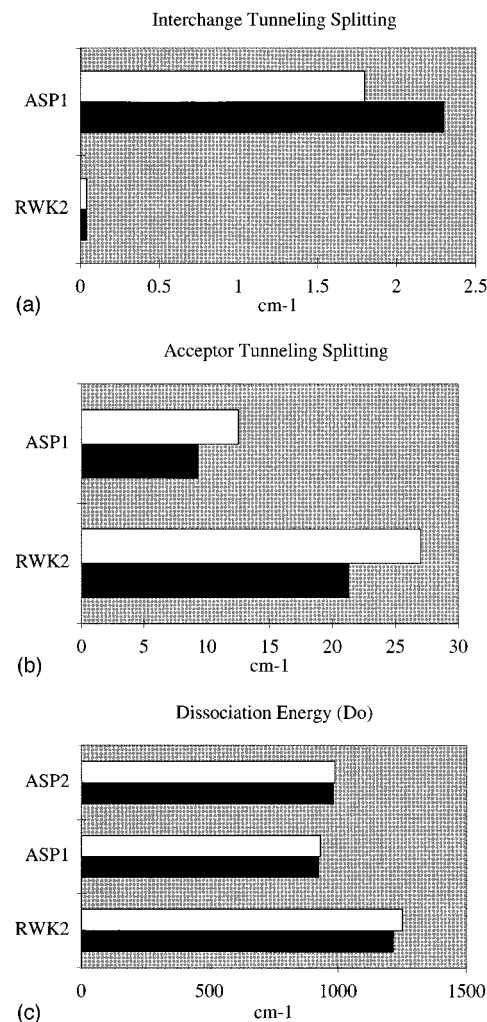 Interchange Tunneling Splitting
ASP1
RWK2
0 0.5 1 1.5 2 2.5
cm-1
(a)
Acceptor Tunneling Splitting
ASP1
RWK2
0 5 10 15 20 25 30
cm-1
(b)
Dissociation Energy (Do)
ASP2
ASP1
RWK2
0 500 1000 1500
cm-1
(c)